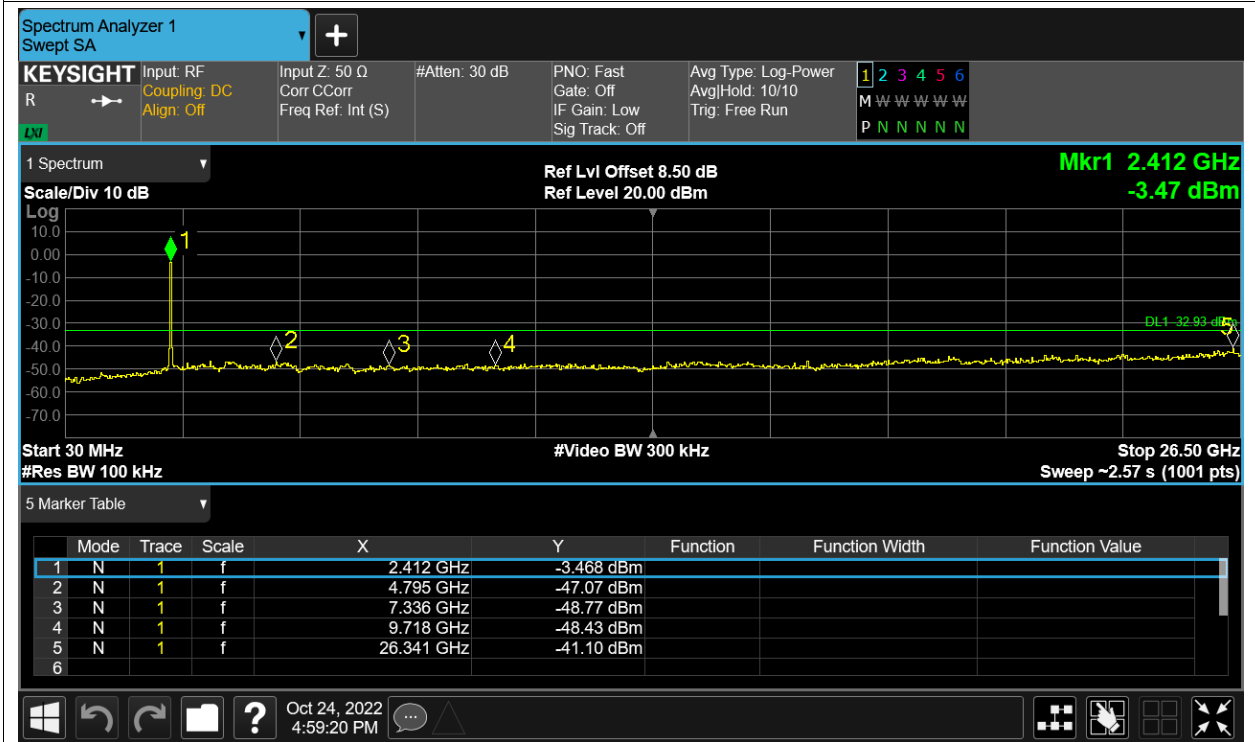 Spectrum Analyzer 1
Swept SA
KEYSIGHT
R
LXI
Input: RF
Coupling: DC
Align: Off
Input Z: 50 Ω
Corr CCorr
Freq Ref: Int (S)
#Atten: 30 dB
PNO: Fast
Gate: Off
IF Gain: Low
Sig Track: Off
Avg Type: Log-Power
Avg|Hold: 10/10
Trig: Free Run
1 2 3 4 5 6
M W W W W W
P N N N N N
1 Spectrum
Scale/Div 10 dB
Ref Lvl Offset 8.50 dB
Ref Level 20.00 dBm
Mkr1 2.412 GHz
-3.47 dBm
Log
10.0
0.00
-10.0
-20.0
-30.0
-40.0
-50.0
-60.0
-70.0
1
2
3
4
5
DL1 -32.93 dBm
Start 30 MHz
#Video BW 300 kHz
Stop 26.50 GHz
#Res BW 100 kHz
Sweep ~2.57 s (1001 pts)
5 Marker Table
Mode Trace Scale X Y Function Function Width Function Value
1 N 1 f 2.412 GHz -3.468 dBm
2 N 1 f 4.795 GHz -47.07 dBm
3 N 1 f 7.336 GHz -48.77 dBm
4 N 1 f 9.718 GHz -48.43 dBm
5 N 1 f 26.341 GHz -41.10 dBm
6
?
Oct 24, 2022
4:59:20 PM